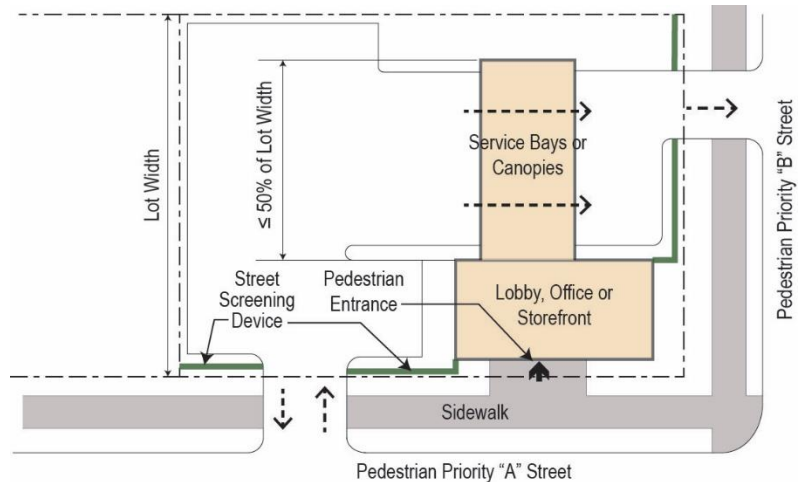 Lot Width
≤ 50% of Lot Width
Service Bays or
Canopies
Pedestrian Priority “B” Street
Street
Screening
Device
Pedestrian
Entrance
Lobby, Office or
Storefront
Sidewalk
Pedestrian Priority “A” Street